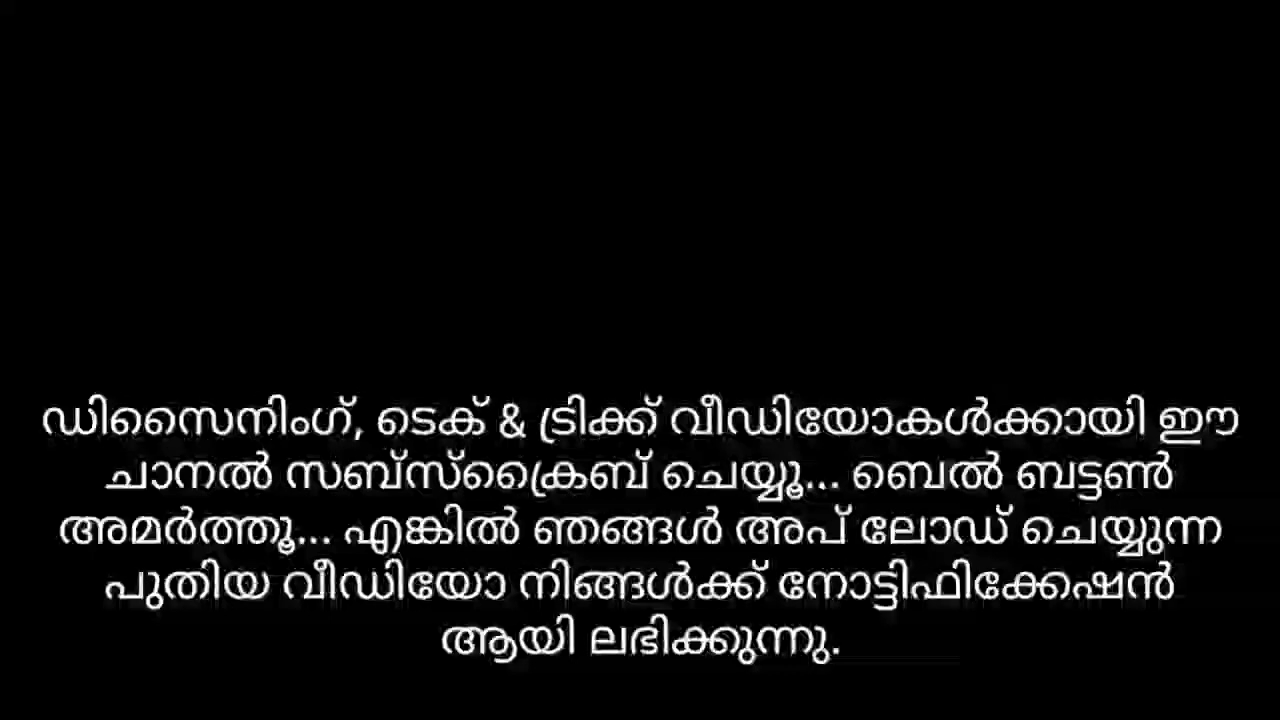 ഡിസൈനിംഗ്, ടെക് & ട്രിക്ക് വീഡിയോകൾക്കായി ഈ
ചാനൽ സബ്സ്ക്രൈബ് ചെയ്യൂ... ബെൽ ബട്ടൺ
അമർത്തൂ... എങ്കിൽ ഞങ്ങൾ അപ് ലോഡ് ചെയ്യുന്ന
പുതിയ വീഡിയോ നിങ്ങൾക്ക് നോട്ടിഫിക്കേഷൻ
ആയി ലഭിക്കുന്നു.